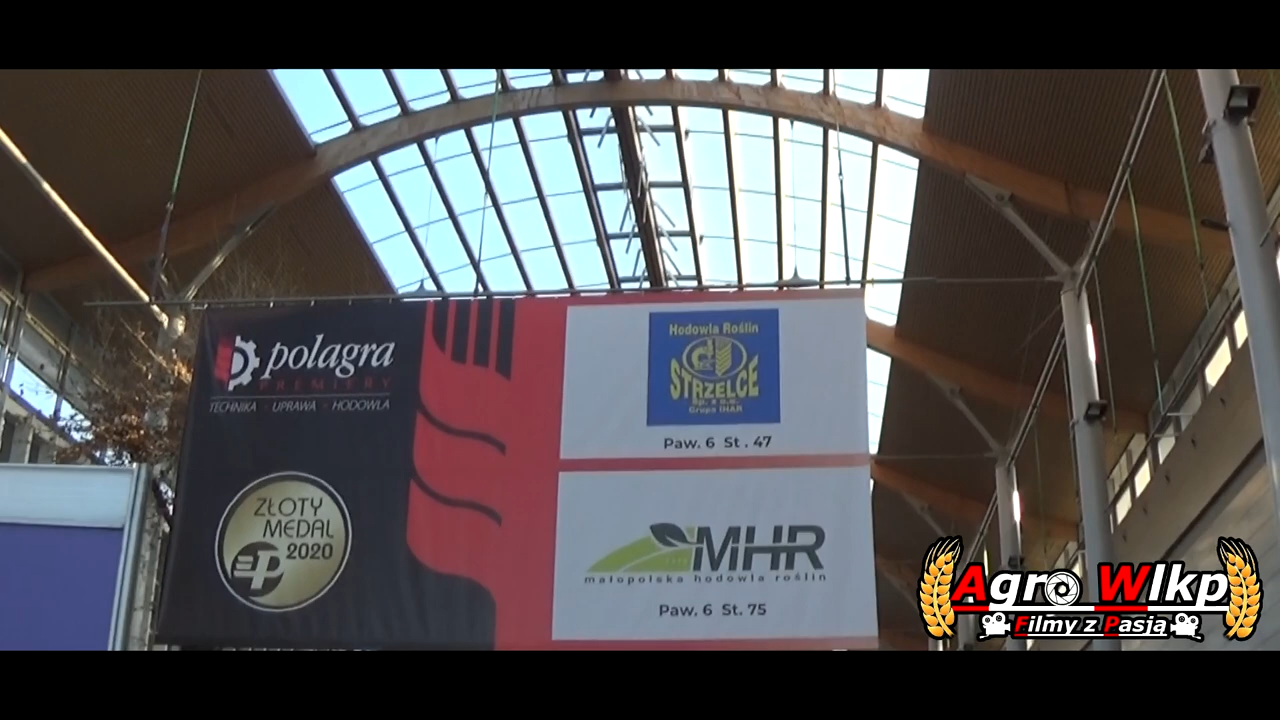 polagra
PREMIERY
TECHNIKA UPRAWA HODOWLA
ZŁOTY
MEDAL
2020
Hodowla Roślin
STRZELCE
Sp. z o.o.
Grupa IHAR
Paw. 6 St. 47
MHR
małopolska hodowla roślin
Paw. 6 St. 75
Agro Wlkp
Filmy z Pasją